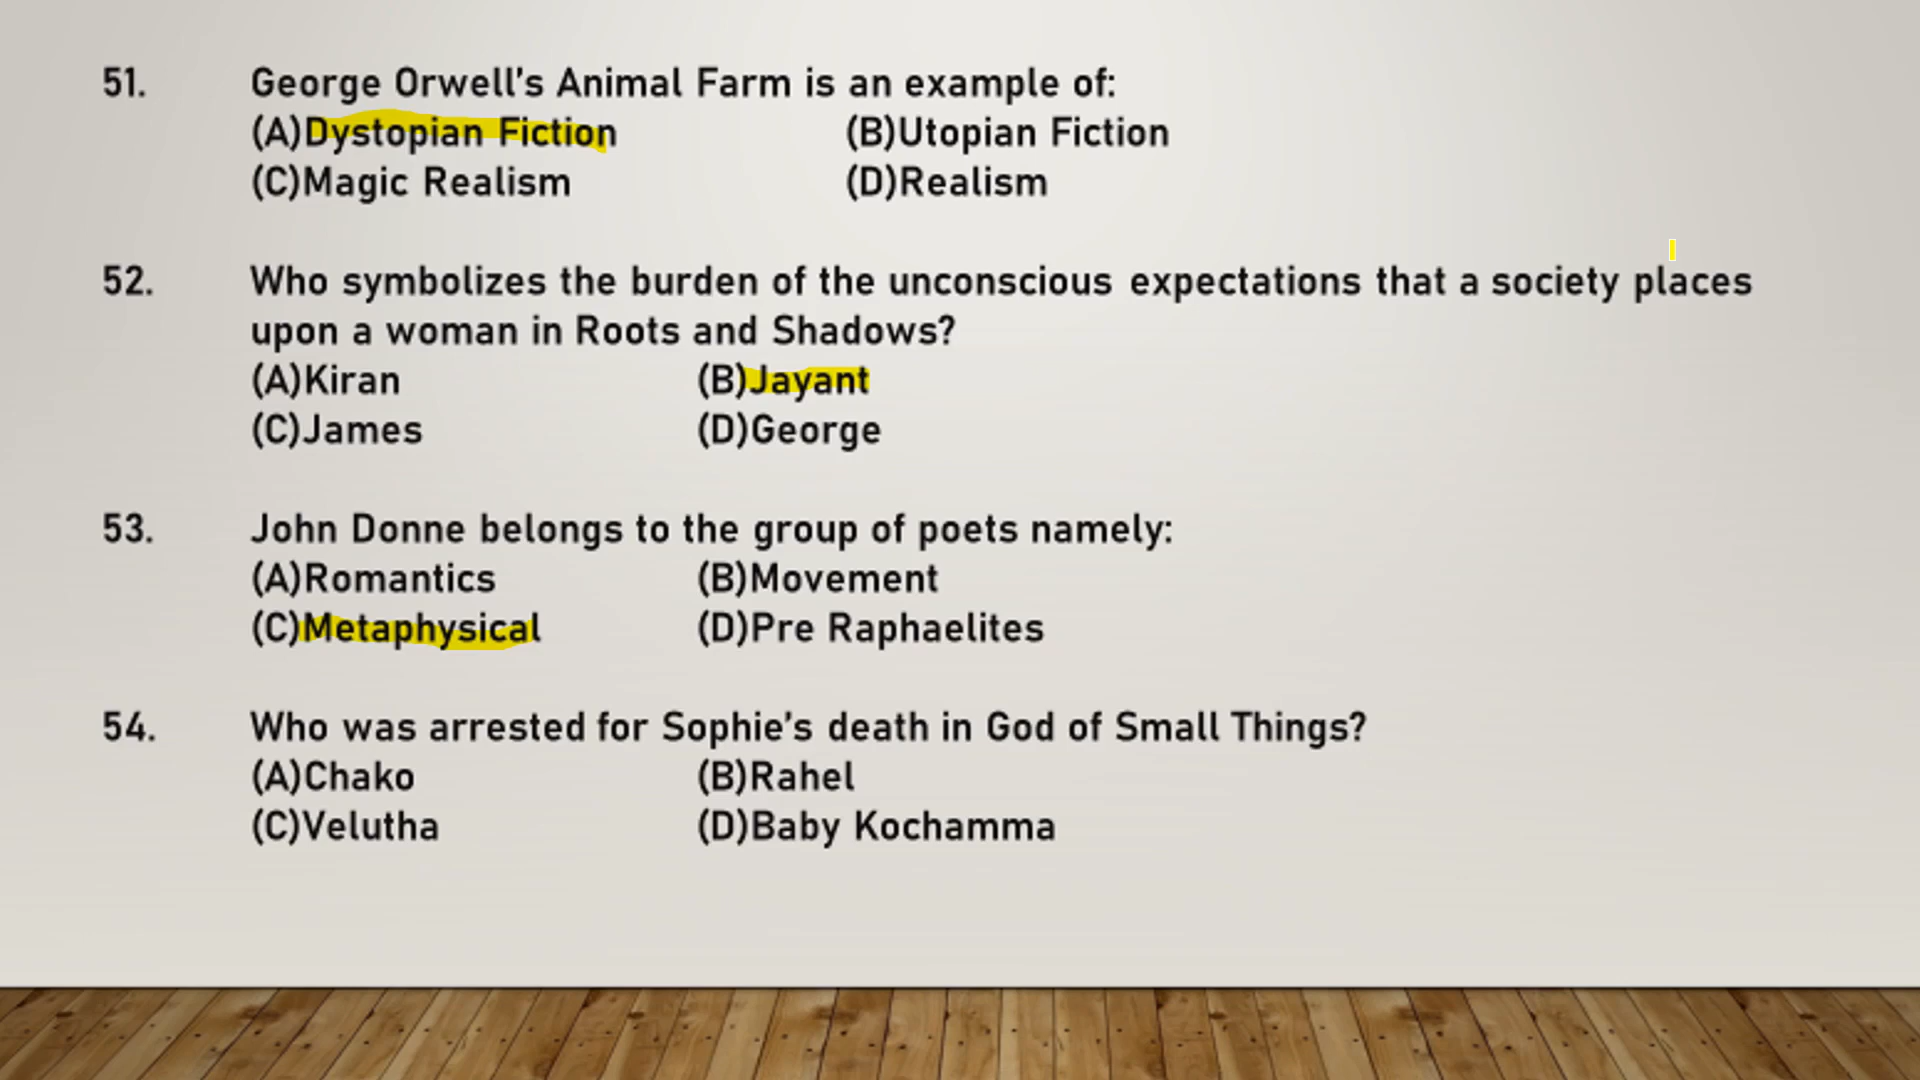 51. George Orwell's Animal Farm is an example of:
(A)Dystopian Fiction (B)Utopian Fiction
(C)Magic Realism (D)Realism
52. Who symbolizes the burden of the unconscious expectations that a society places
upon a woman in Roots and Shadows?
(A)Kiran (B)Jayant
(C)James (D)George
53. John Donne belongs to the group of poets namely:
(A)Romantics (B)Movement
(C)Metaphysical (D)Pre Raphaelites
54. Who was arrested for Sophie's death in God of Small Things?
(A)Chako (B)Rahel
(C)Velutha (D)Baby Kochamma